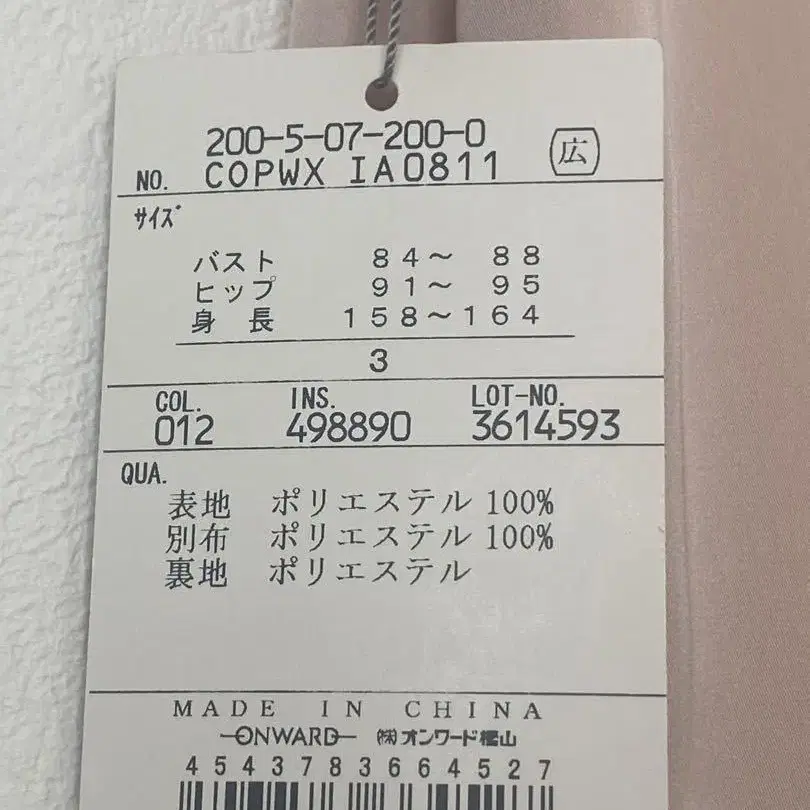 200-5-07-200-0
NO. COPWX IA0811 広
サイズ
バスト 84〜 88
ヒップ 91〜 95
身 長 158〜164
3
COL. INS. LOT-NO.
012 498890 3614593
QUA.
表地 ポリエステル 100%
別布 ポリエステル 100%
裏地 ポリエステル
MADE IN CHINA
ONWARD ㈱オンワード樫山
4543783664527